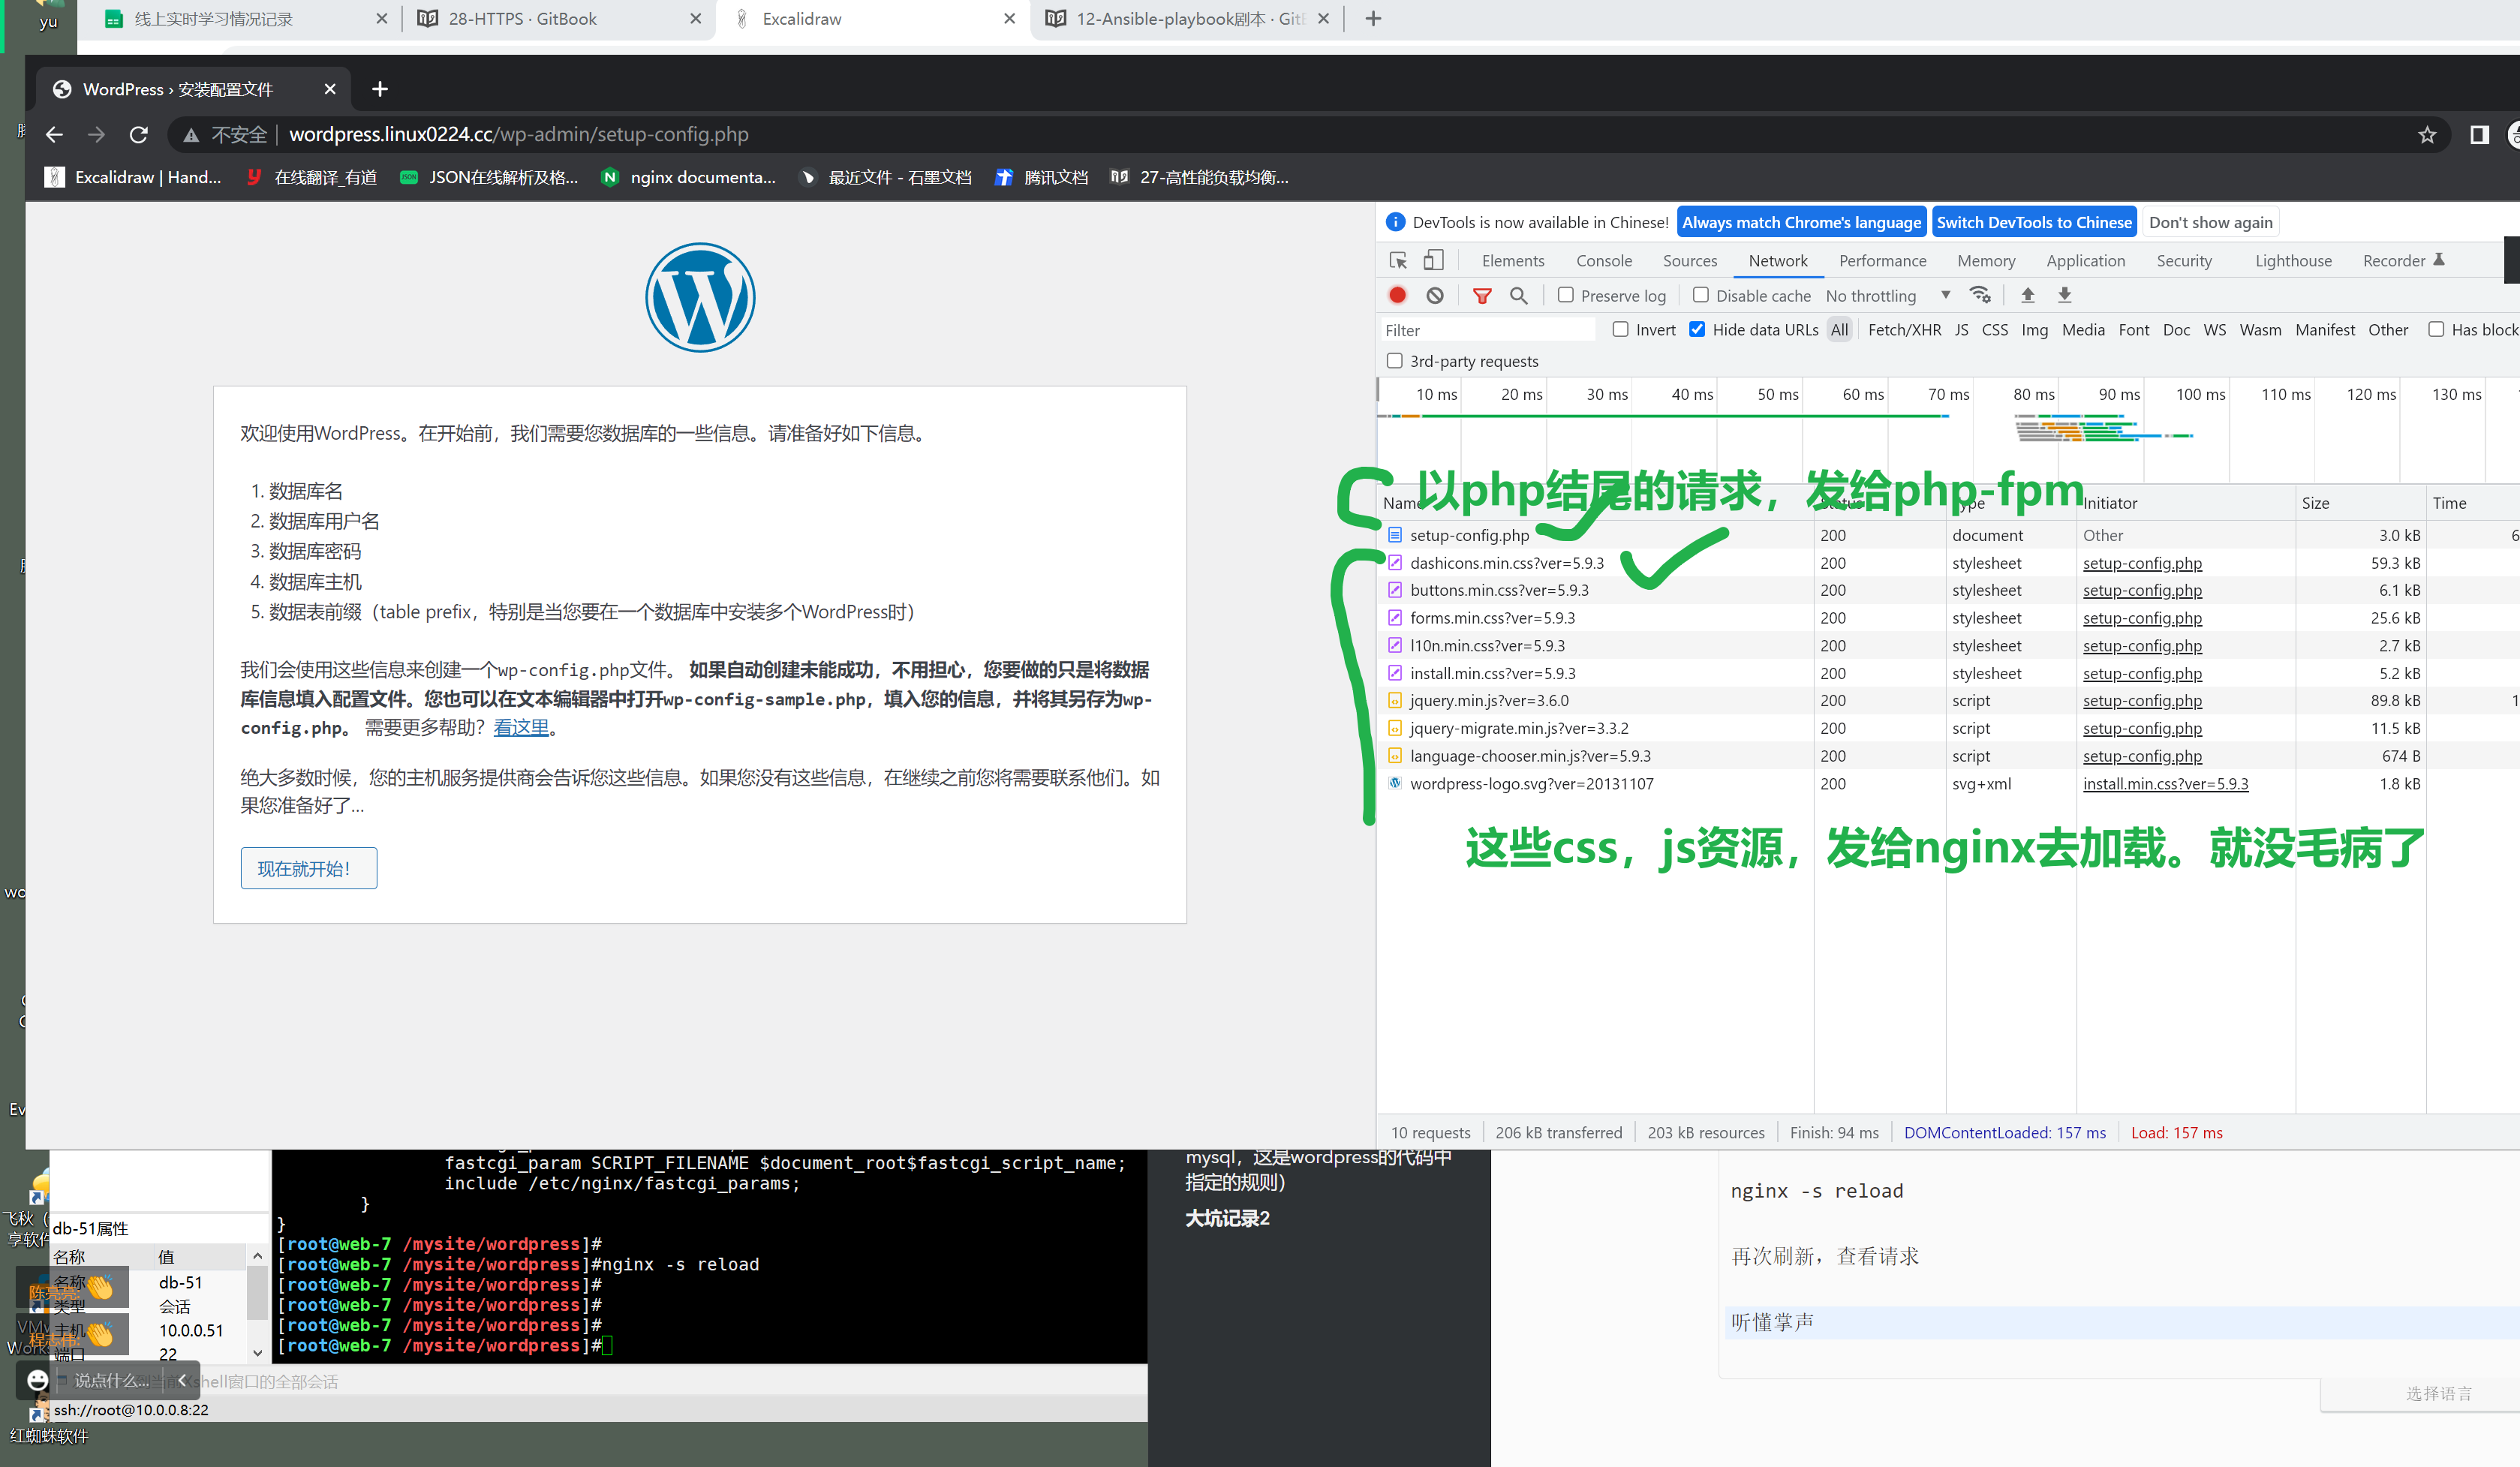 yu
线上实时学习情况记录
28-HTTPS · GitBook
Excalidraw
12-Ansible-playbook剧本 · Git
WordPress › 安装配置文件
不安全
wordpress.linux0224.cc/wp-admin/setup-config.php
Excalidraw | Hand...
在线翻译_有道
JSON在线解析及格...
nginx documenta...
最近文件 - 石墨文档
腾讯文档
27-高性能负载均衡...
欢迎使用WordPress。在开始前，我们需要您数据库的一些信息。请准备好如下信息。
1. 数据库名
2. 数据库用户名
3. 数据库密码
4. 数据库主机
5. 数据表前缀（table prefix，特别是当您要在一个数据库中安装多个WordPress时）
我们会使用这些信息来创建一个wp-config.php文件。 如果自动创建未能成功，不用担心，您要做的只是将数据
库信息填入配置文件。您也可以在文本编辑器中打开wp-config-sample.php，填入您的信息，并将其另存为wp-
config.php。 需要更多帮助？看这里。
绝大多数时候，您的主机服务提供商会告诉您这些信息。如果您没有这些信息，在继续之前您将需要联系他们。如
果您准备好了...
现在就开始！
DevTools is now available in Chinese!
Always match Chrome's language
Switch DevTools to Chinese
Don't show again
Elements Console Sources Network Performance Memory Application Security Lighthouse Recorder
Preserve log Disable cache No throttling
Filter Invert Hide data URLs All Fetch/XHR JS CSS Img Media Font Doc WS Wasm Manifest Other Has block
3rd-party requests
10 ms 20 ms 30 ms 40 ms 50 ms 60 ms 70 ms 80 ms 90 ms 100 ms 110 ms 120 ms 130 ms
以php结尾的请求，发给php-fpm
Name Status Type Initiator Size Time
setup-config.php 200 document Other 3.0 kB 6
dashicons.min.css?ver=5.9.3 200 stylesheet setup-config.php 59.3 kB
buttons.min.css?ver=5.9.3 200 stylesheet setup-config.php 6.1 kB
forms.min.css?ver=5.9.3 200 stylesheet setup-config.php 25.6 kB
l10n.min.css?ver=5.9.3 200 stylesheet setup-config.php 2.7 kB
install.min.css?ver=5.9.3 200 stylesheet setup-config.php 5.2 kB
jquery.min.js?ver=3.6.0 200 script setup-config.php 89.8 kB 1
jquery-migrate.min.js?ver=3.3.2 200 script setup-config.php 11.5 kB
language-chooser.min.js?ver=5.9.3 200 script setup-config.php 674 B
wordpress-logo.svg?ver=20131107 200 svg+xml install.min.css?ver=5.9.3 1.8 kB
这些css，js资源，发给nginx去加载。就没毛病了
10 requests 206 kB transferred 203 kB resources Finish: 94 ms DOMContentLoaded: 157 ms Load: 157 ms
fastcgi_param SCRIPT_FILENAME $document_root$fastcgi_script_name;
include /etc/nginx/fastcgi_params;
}
}
[root@web-7 /mysite/wordpress]#
[root@web-7 /mysite/wordpress]#nginx -s reload
[root@web-7 /mysite/wordpress]#
[root@web-7 /mysite/wordpress]#
[root@web-7 /mysite/wordpress]#
[root@web-7 /mysite/wordpress]#
mysql，这是wordpress的代码中
指定的规则）
大坑记录2
nginx -s reload
再次刷新，查看请求
听懂掌声
选择语言
db-51属性
名称 值
名称 db-51
类型 会话
主机 10.0.0.51
端口 22
说点什么...
shell窗口的全部会话
ssh://root@10.0.0.8:22
飞秋（
享软件
红蜘蛛软件